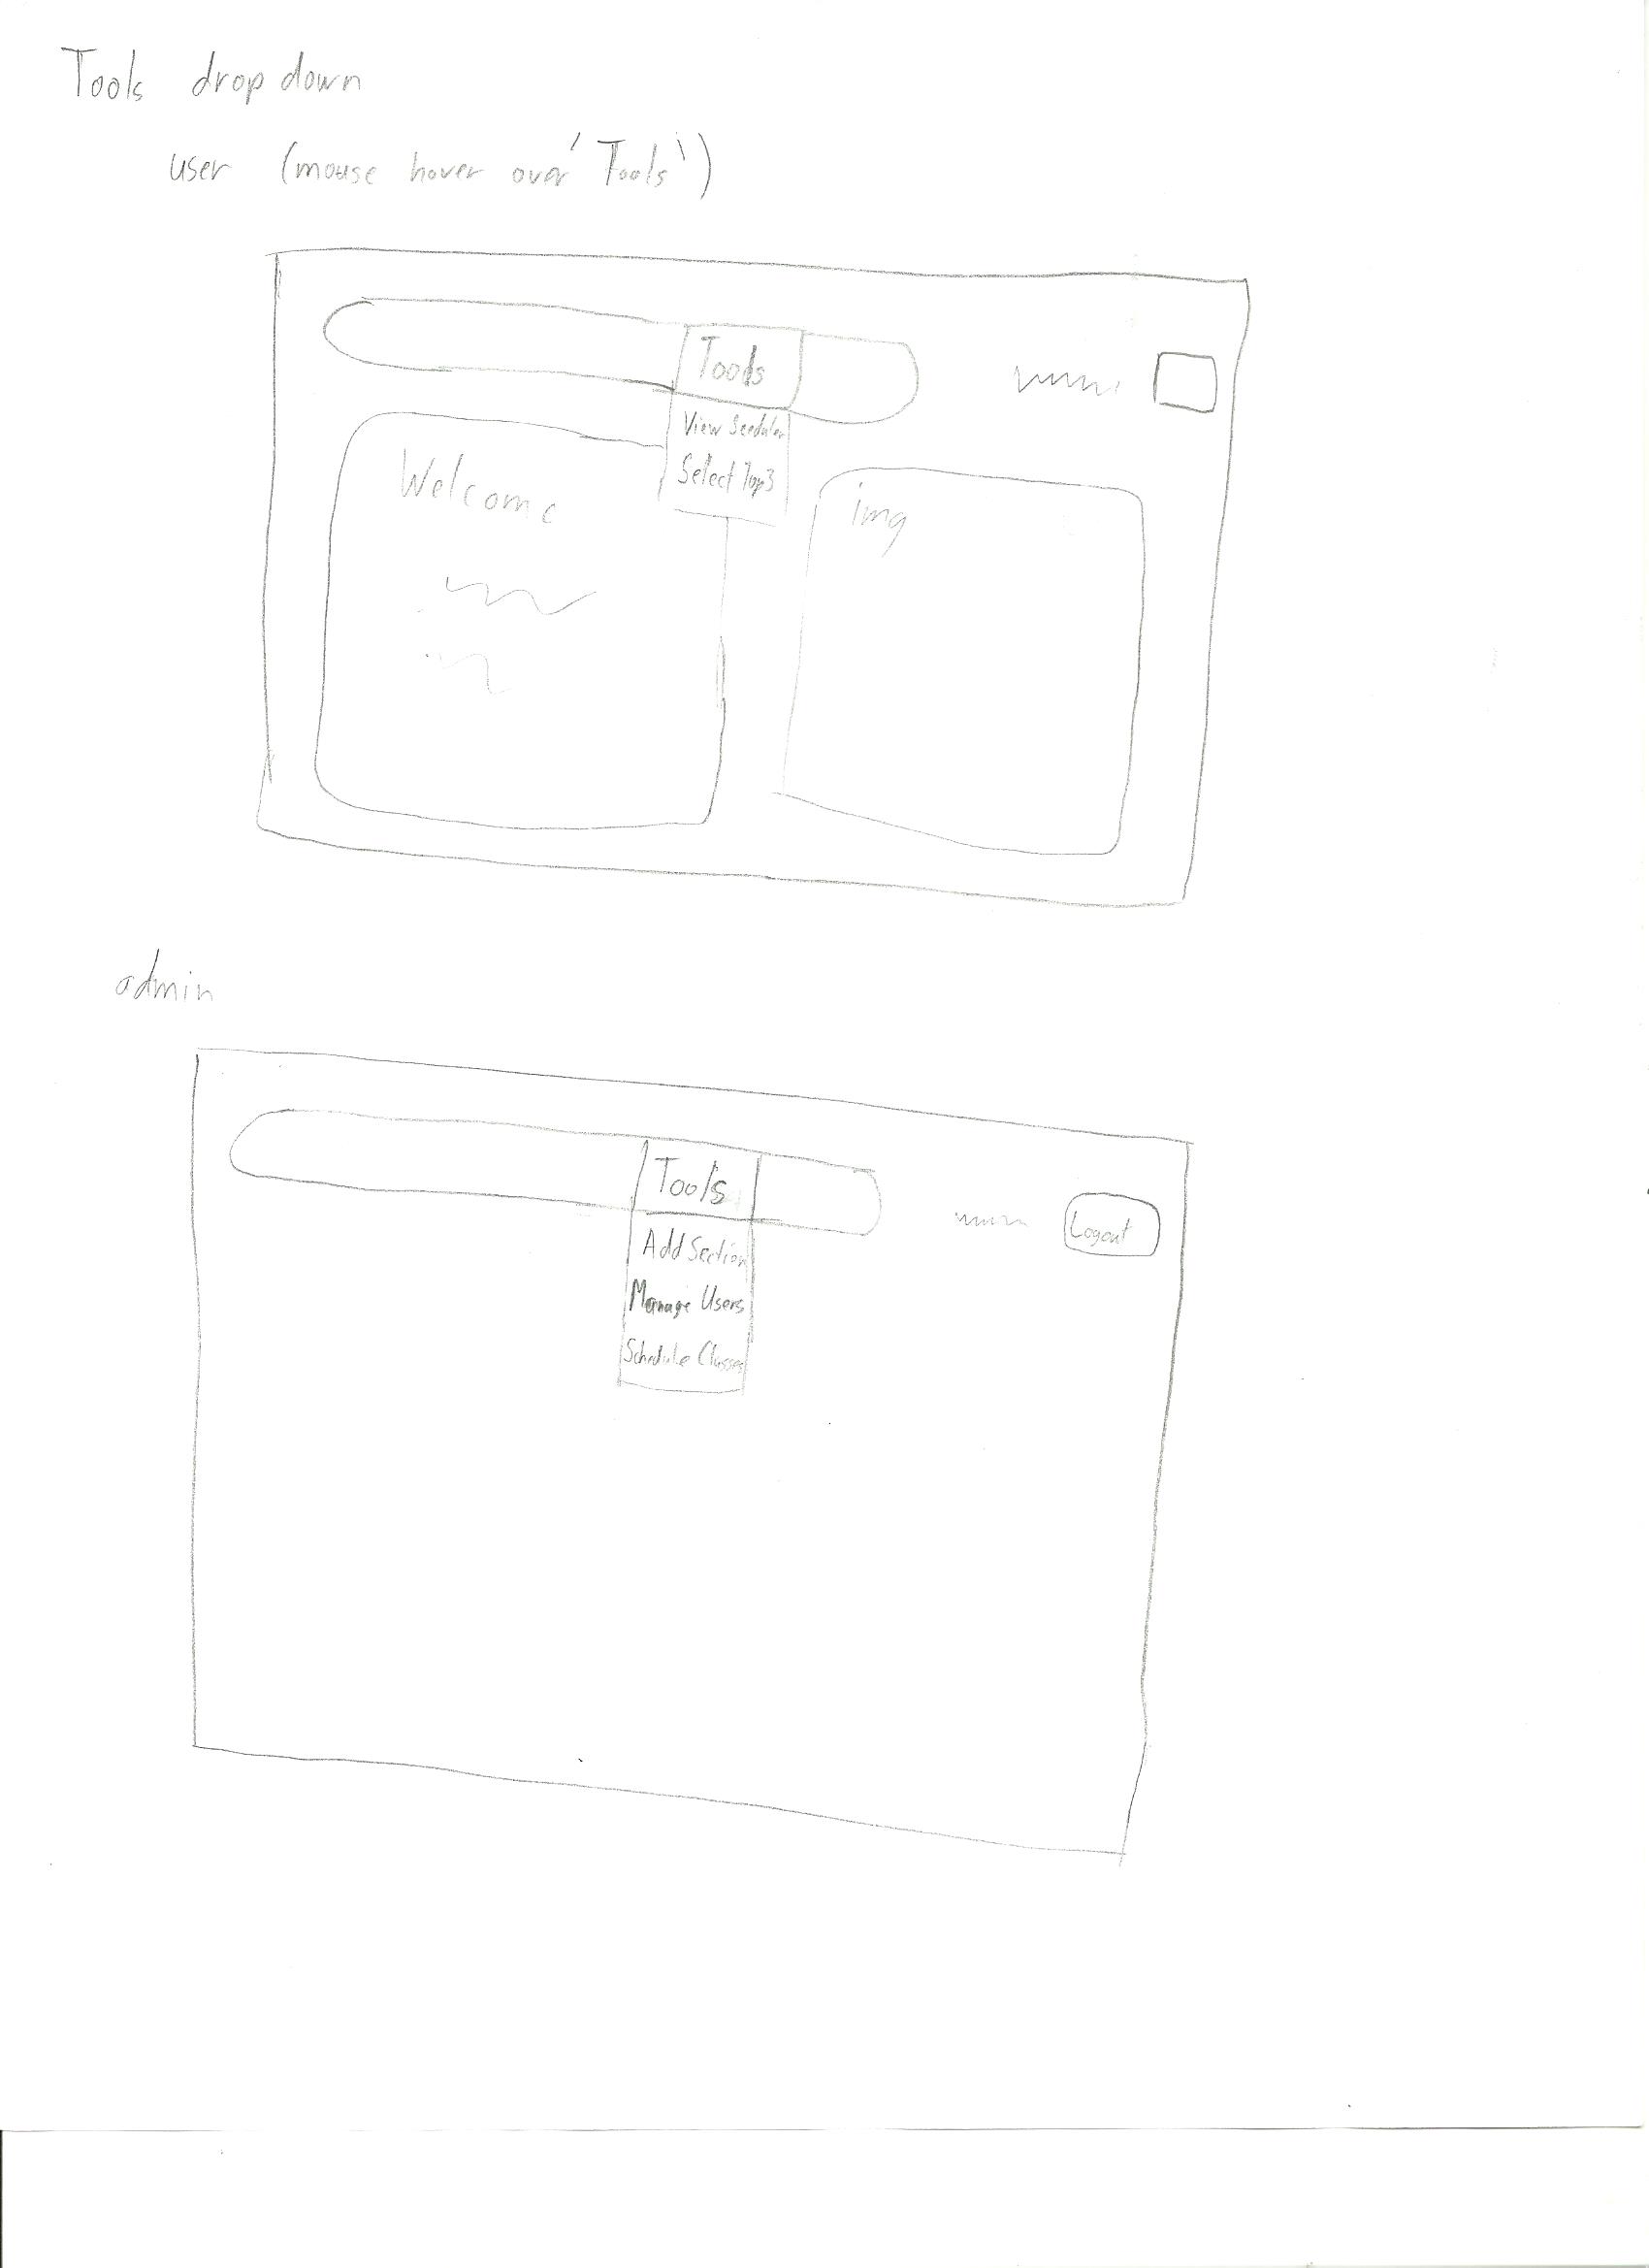 Tools drop down
user (mouse hover over 'Tools')
Tools
View
Select Top3
Welcome
img
admin
Tools
Logout
Add Section
Manage Users
Schedule Classes